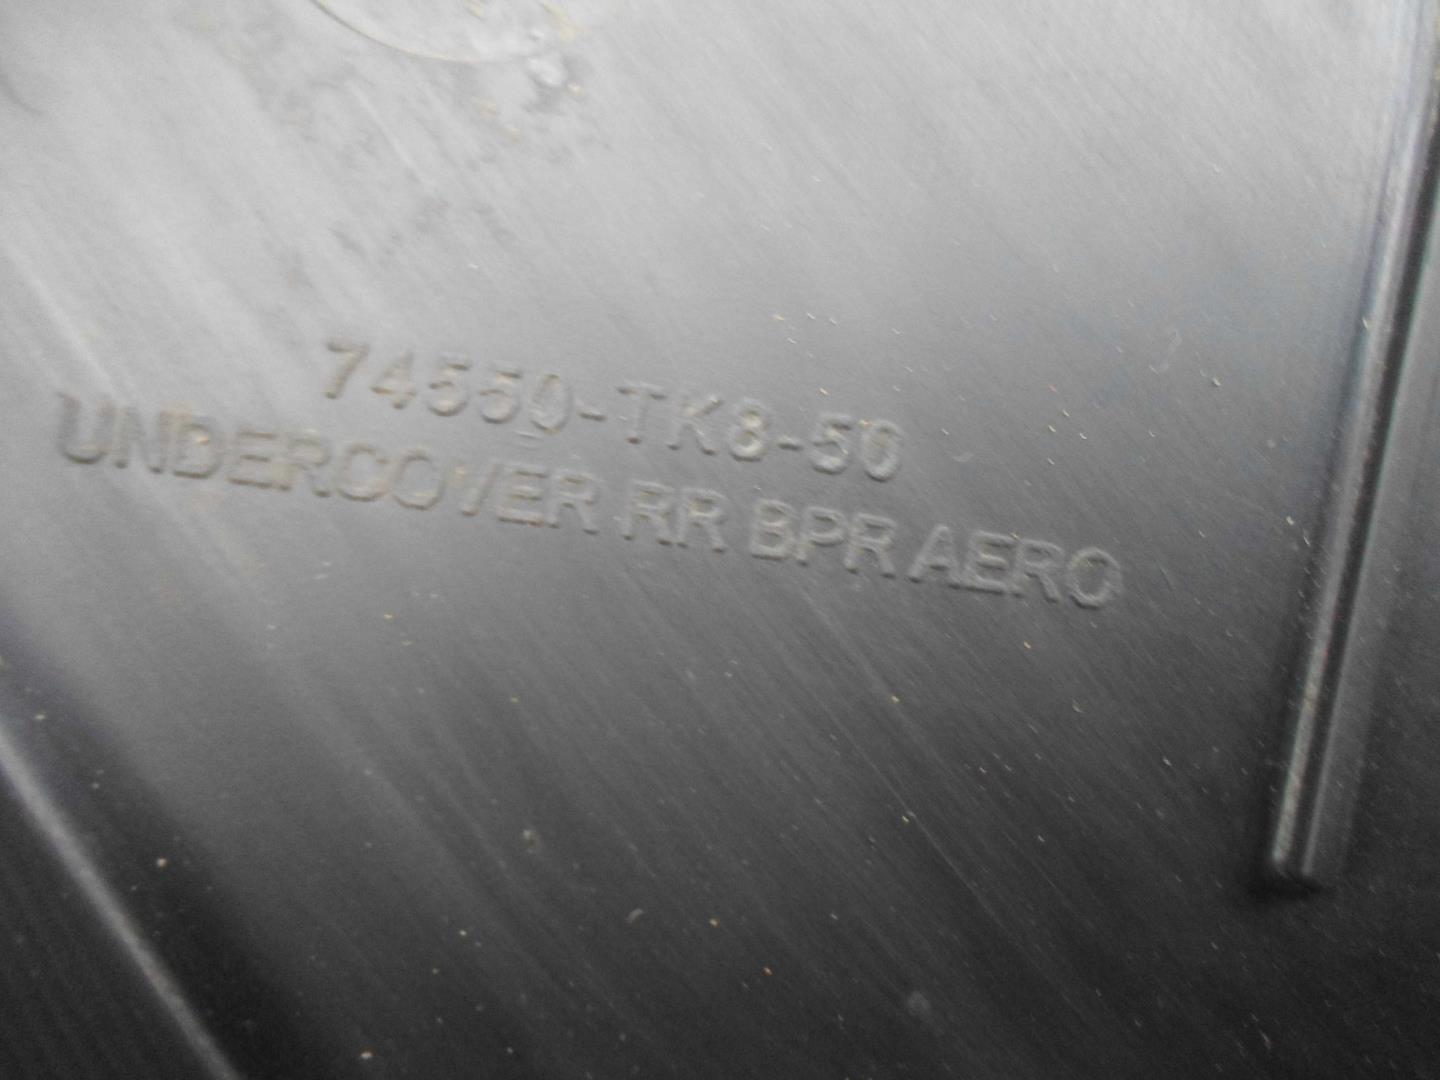 74550-TK8-50
UNDERCOVER RR BPR AERO